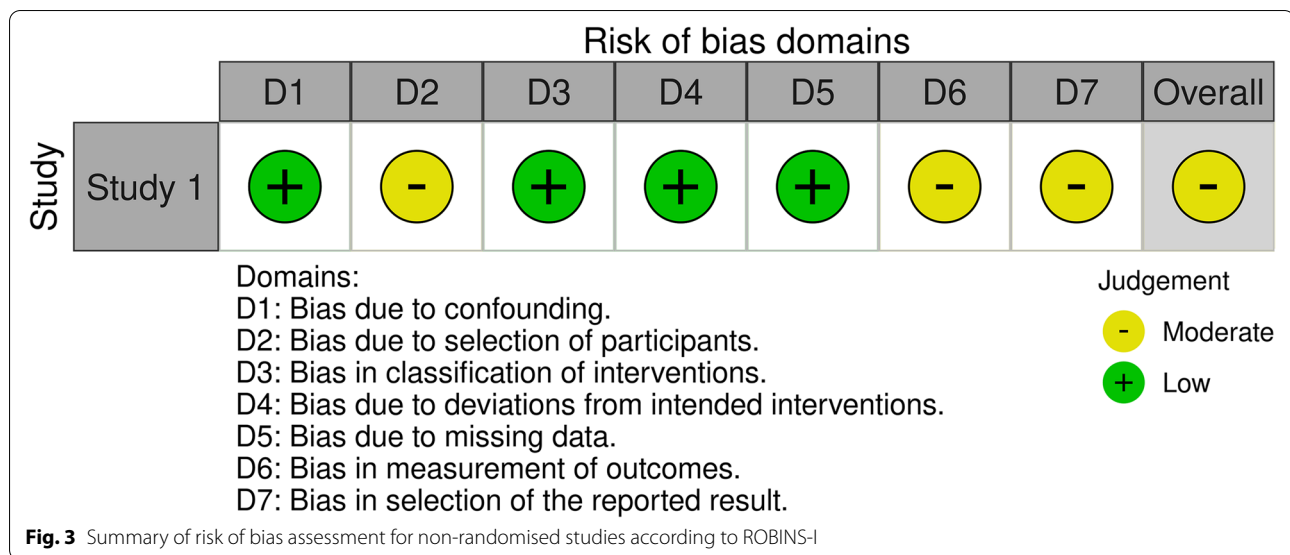 Risk of bias domains
D1 D2 D3 D4 D5 D6 D7 Overall
Study
Study 1 + - + + + - - -
Domains:
D1: Bias due to confounding.
D2: Bias due to selection of participants.
D3: Bias in classification of interventions.
D4: Bias due to deviations from intended interventions.
D5: Bias due to missing data.
D6: Bias in measurement of outcomes.
D7: Bias in selection of the reported result.
Judgement
- Moderate
+ Low
Fig. 3 Summary of risk of bias assessment for non-randomised studies according to ROBINS-I